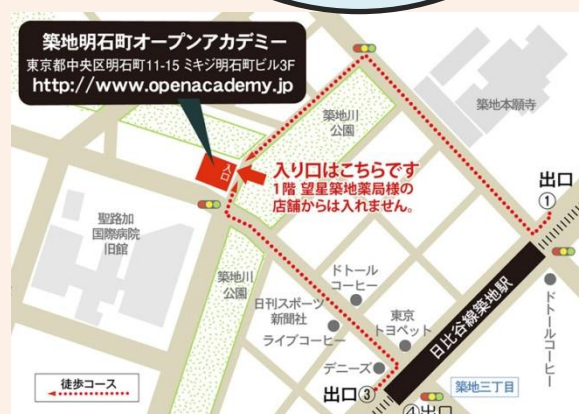 築地明石町オープンアカデミー
東京都中央区明石町11-15 ミキジ明石町ビル3F
http://www.openacademy.jp
築地川
公園
築地本願寺
入口
入り口はこちらです
1階 望星築地薬局様の
店舗からは入れません。
出口
①
聖路加
国際病院
旧館
築地川
公園
ドトール
コーヒー
日刊スポーツ
新聞社
ライブコーヒー
東京
トヨペット
デニーズ
日比谷線築地駅
ドトールコーヒー
徒歩コース
出口③
築地三丁目
④出口